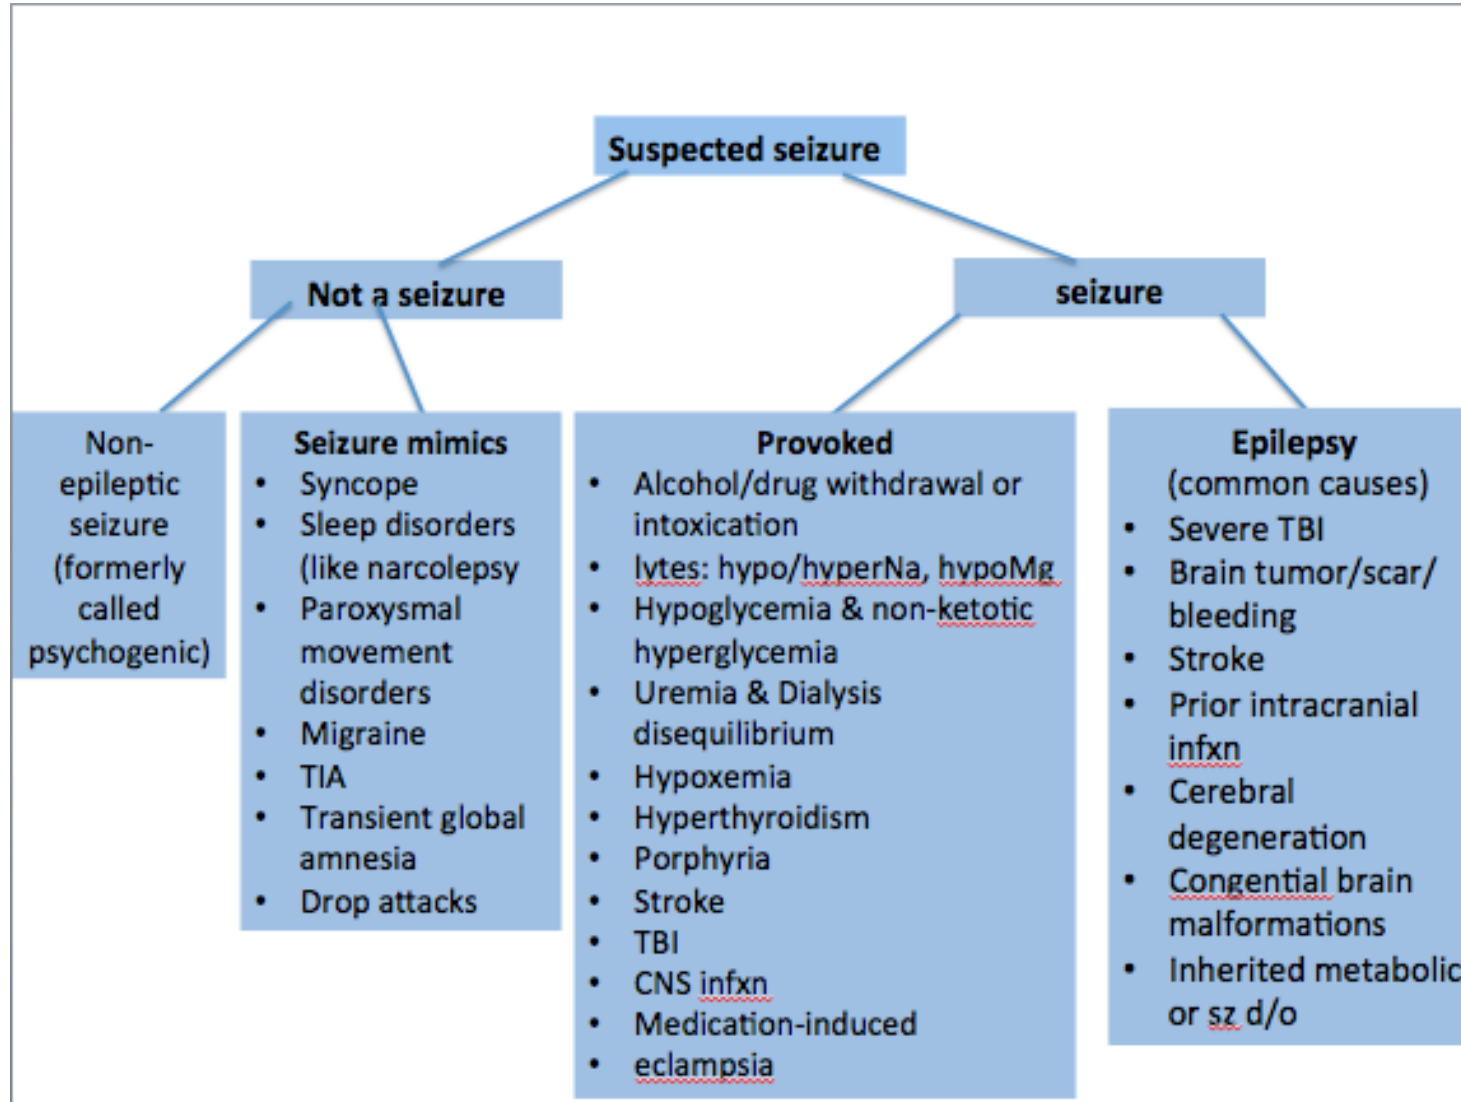 Suspected seizure
Not a seizure
seizure
Non-
epileptic
seizure
(formerly
called
psychogenic)
Seizure mimics
• Syncope
• Sleep disorders
(like narcolepsy
• Paroxysmal
movement
disorders
• Migraine
• TIA
• Transient global
amnesia
• Drop attacks
Provoked
• Alcohol/drug withdrawal or
intoxication
• lytes: hypo/hyperNa, hypoMg
• Hypoglycemia & non-ketotic
hyperglycemia
• Uremia & Dialysis
disequilibrium
• Hypoxemia
• Hyperthyroidism
• Porphyria
• Stroke
• TBI
• CNS infxn
• Medication-induced
• eclampsia
Epilepsy
(common causes)
• Severe TBI
• Brain tumor/scar/
bleeding
• Stroke
• Prior intracranial
infxn
• Cerebral
degeneration
• Congential brain
malformations
• Inherited metabolic
or sz d/o